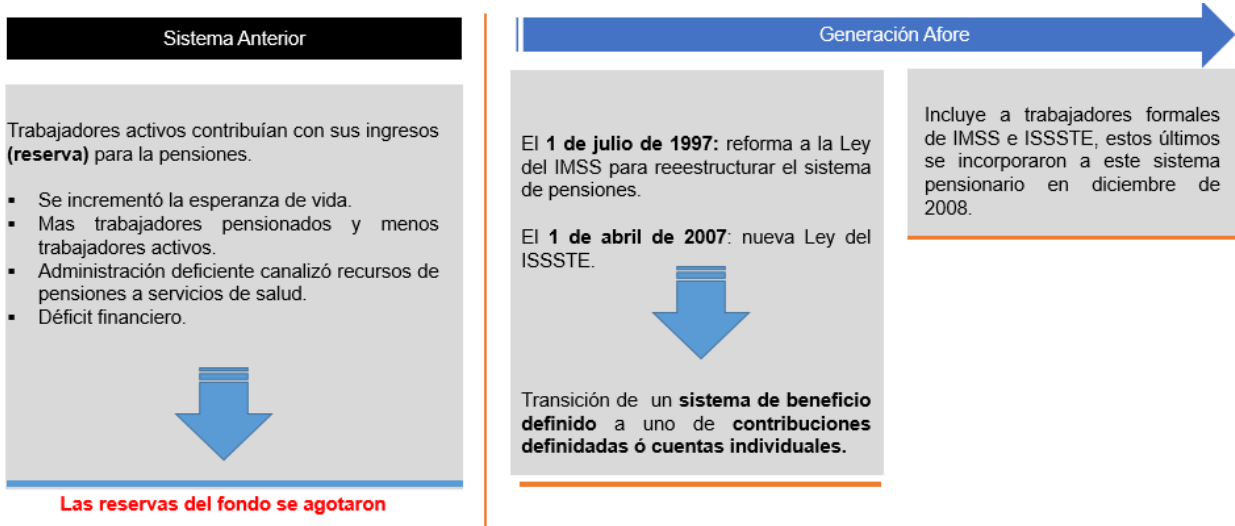 Sistema Anterior
Trabajadores activos contribuían con sus ingresos
(reserva) para la pensiones.
▪ Se incrementó la esperanza de vida.
▪ Mas trabajadores pensionados y menos
trabajadores activos.
▪ Administración deficiente canalizó recursos de
pensiones a servicios de salud.
▪ Déficit financiero.
Las reservas del fondo se agotaron
Generación Afore
El 1 de julio de 1997: reforma a la Ley
del IMSS para reeestructurar el sistema
de pensiones.
El 1 de abril de 2007: nueva Ley del
ISSSTE.
Transición de un sistema de beneficio
definido a uno de contribuciones
definidadas ó cuentas individuales.
Incluye a trabajadores formales
de IMSS e ISSSTE, estos últimos
se incorporaron a este sistema
pensionario en diciembre de
2008.